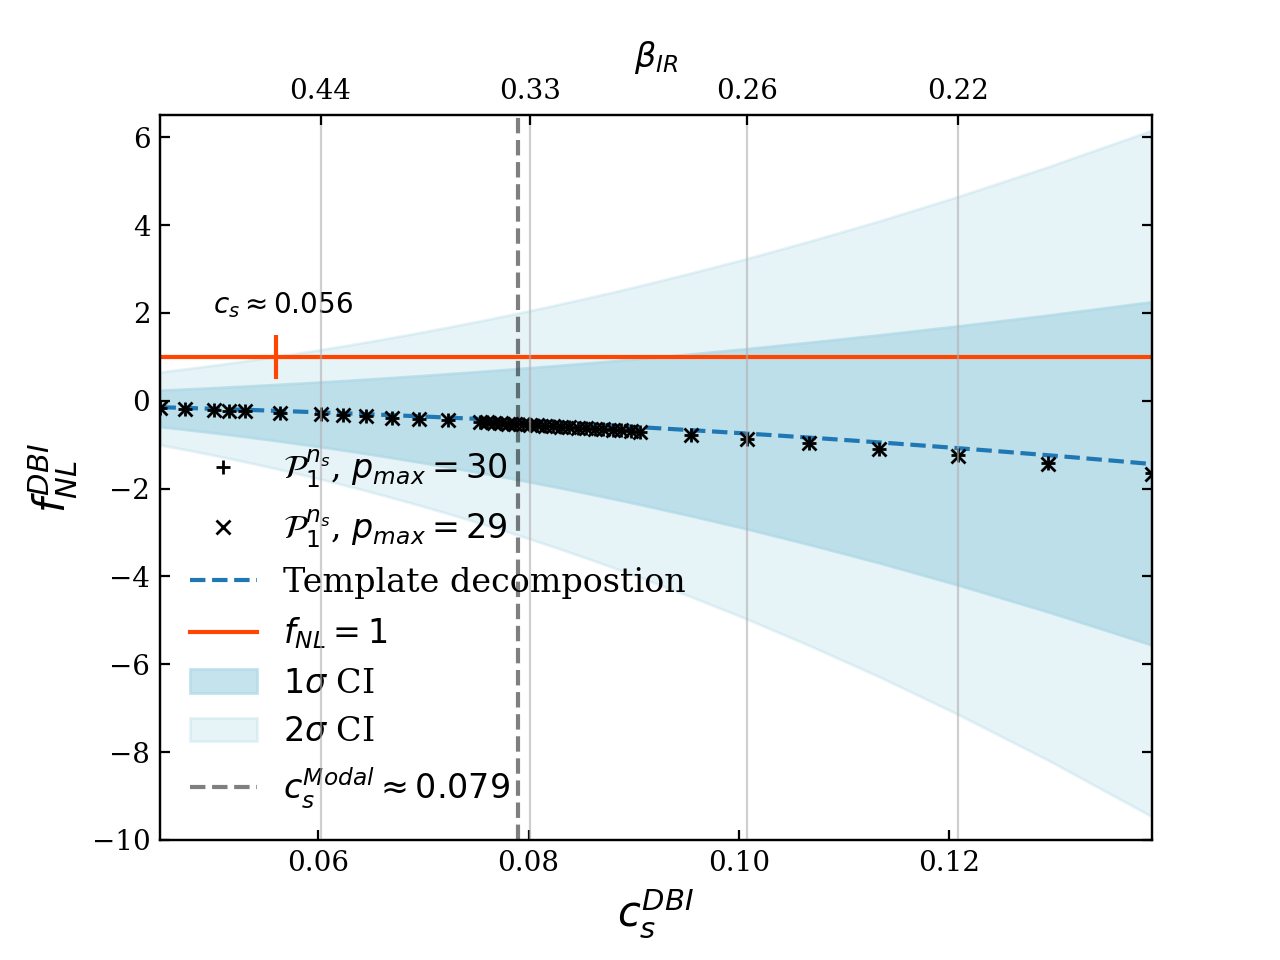 β_IR
0.44 0.33 0.26 0.22
6
4
2
0
−2
−4
−6
−8
−10
f_NL^DBI
c_s ≈ 0.056
𝒫_1^{n_s}, p_max = 30
𝒫_1^{n_s}, p_max = 29
Template decompostion
f_NL = 1
1σ CI
2σ CI
c_s^Modal ≈ 0.079
0.06 0.08 0.10 0.12
c_s^DBI